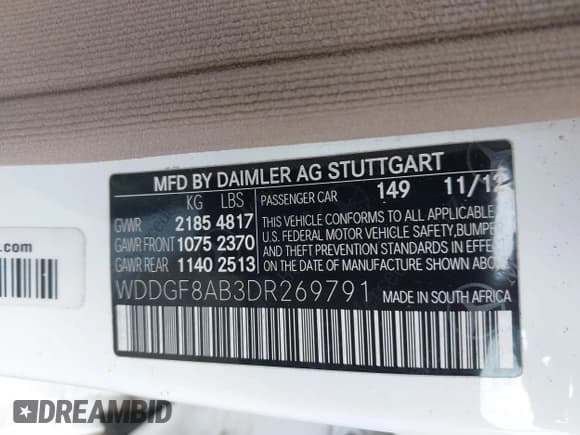 MFD BY DAIMLER AG STUTTGART
KG LBS
GVWR 2185 4817
GAWR FRONT 1075 2370
GAWR REAR 1140 2513
PASSENGER CAR 149 11/12
THIS VEHICLE CONFORMS TO ALL APPLICABLE
U.S. FEDERAL MOTOR VEHICLE SAFETY, BUMPER
AND THEFT PREVENTION STANDARDS IN EFFECT
ON THE DATE OF MANUFACTURE SHOWN ABOVE.
WDDGF8AB3DR269791 MADE IN SOUTH AFRICA
.com
DREAMBID